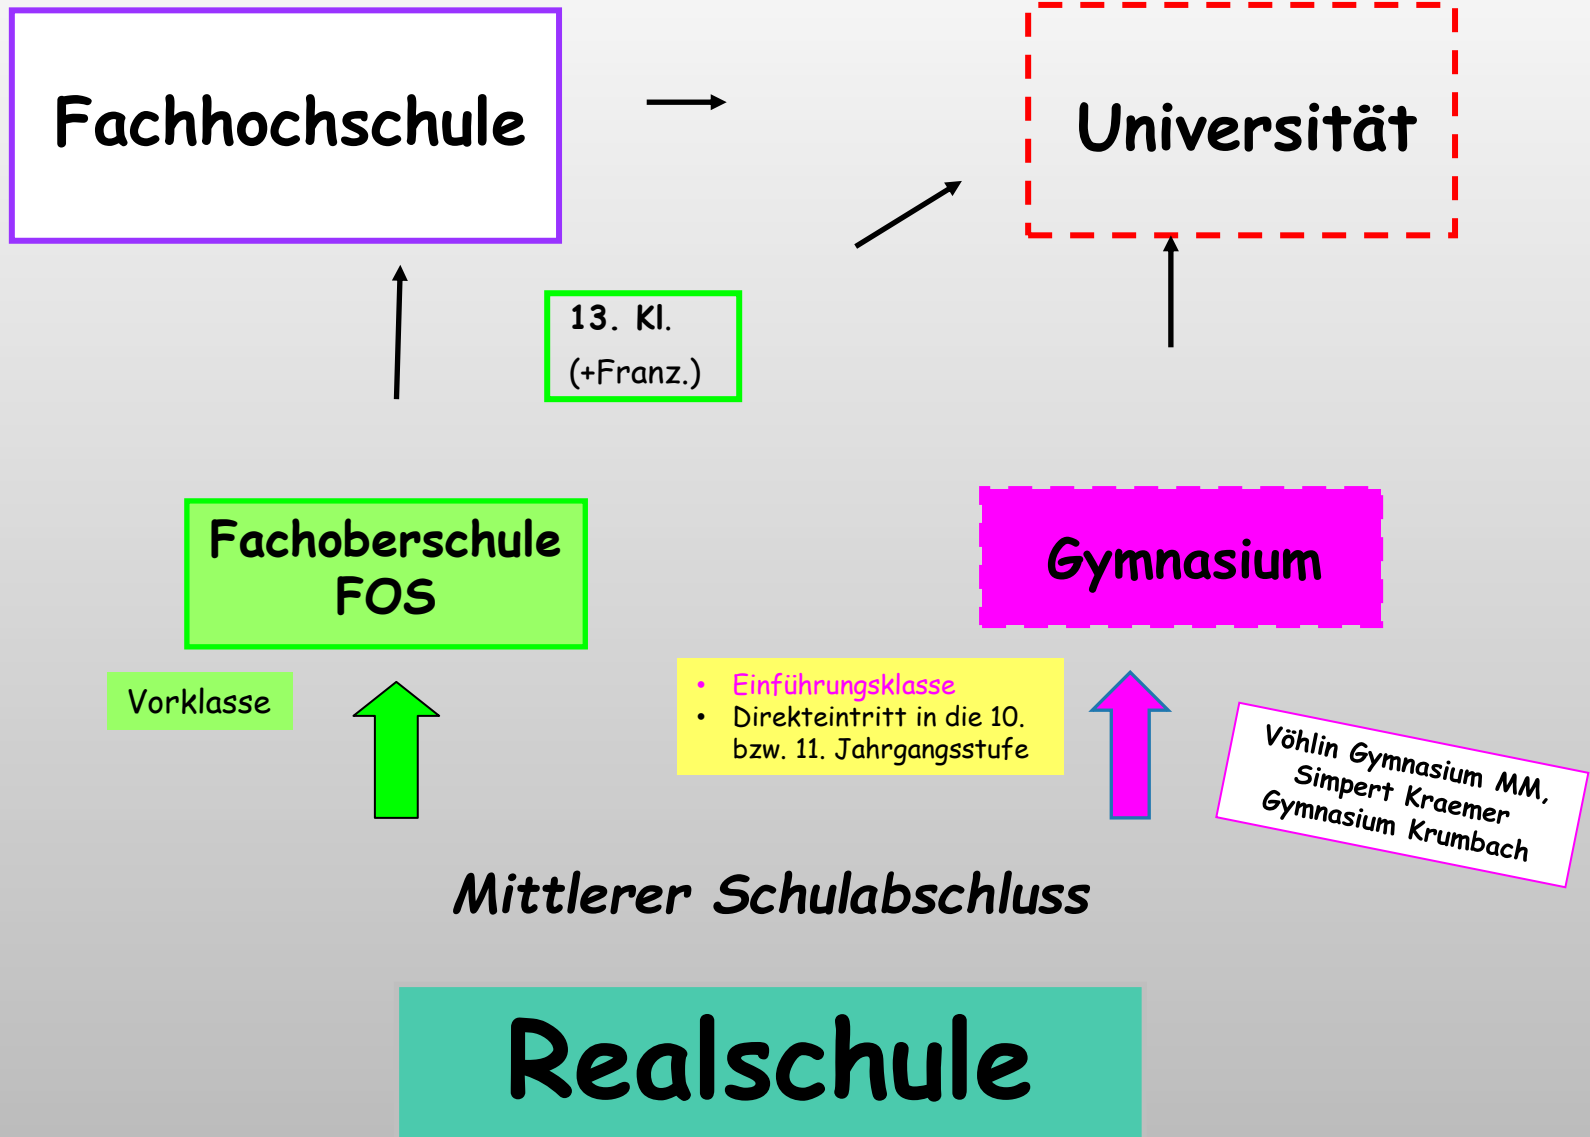 Fachhochschule
Universität
13. Kl.
(+Franz.)
Fachoberschule
FOS
Gymnasium
Vorklasse
• Einführungsklasse
• Direkteintritt in die 10.
bzw. 11. Jahrgangsstufe
Vöhlin Gymnasium MM,
Simpert Kraemer
Gymnasium Krumbach
Mittlerer Schulabschluss
Realschule